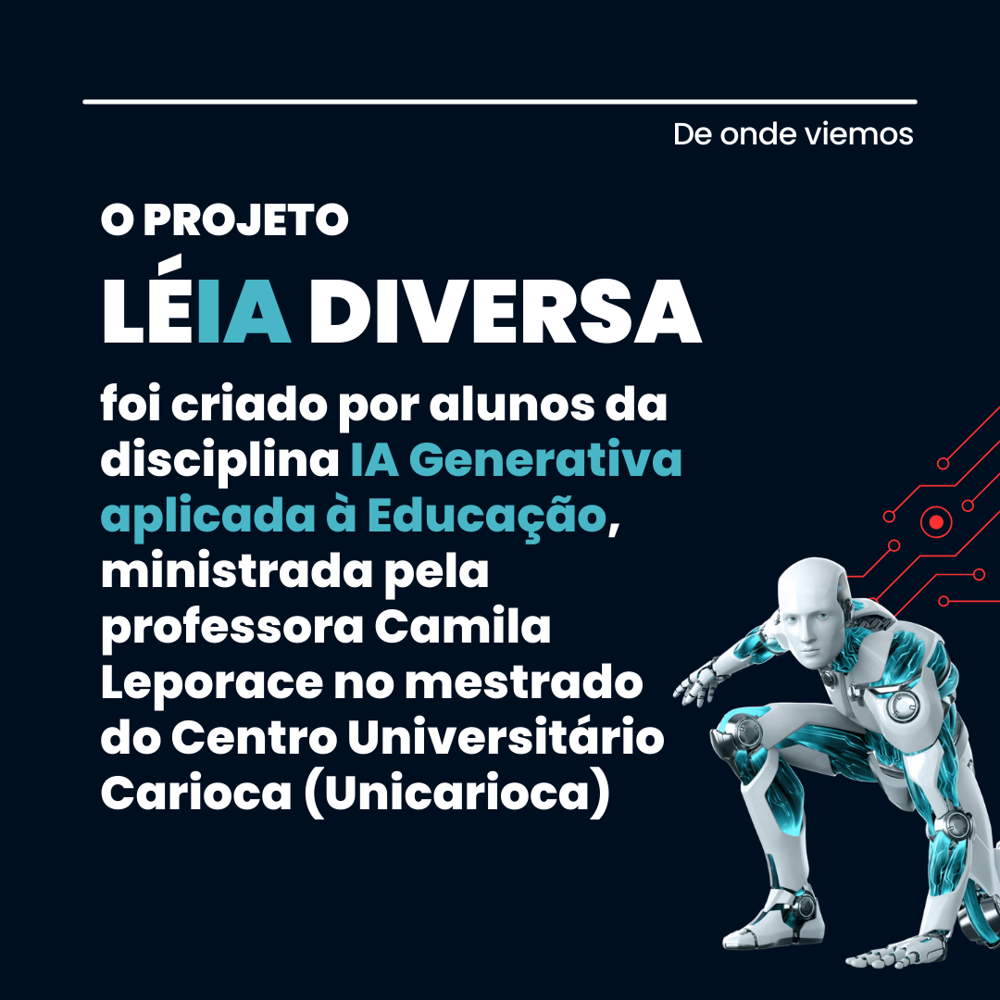 De onde viemos
O PROJETO
LÉIA DIVERSA
foi criado por alunos da
disciplina IA Generativa
aplicada à Educação,
ministrada pela
professora Camila
Leporace no mestrado
do Centro Universitário
Carioca (Unicarioca)